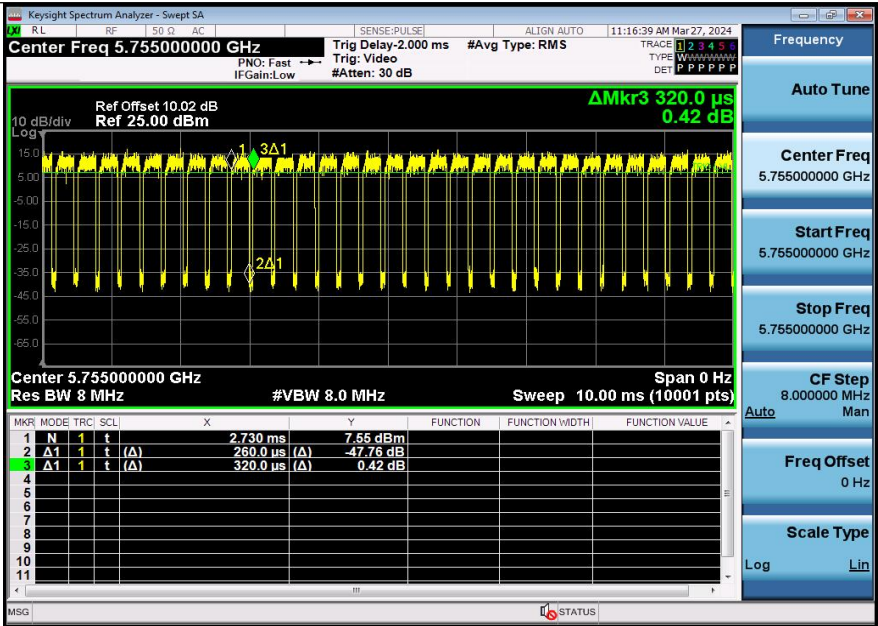 Keysight Spectrum Analyzer - Swept SA
LXI RL RF 50 Ω AC SENSE:PULSE ALIGN AUTO 11:16:39 AM Mar 27, 2024
Center Freq 5.755000000 GHz
PNO: Fast
IFGain:Low
Trig Delay-2.000 ms
Trig: Video
#Atten: 30 dB
#Avg Type: RMS
TRACE 1 2 3 4 5 6
TYPE WWWWWW
DET P P P P P P
Ref Offset 10.02 dB
10 dB/div Ref 25.00 dBm
Log
ΔMkr3 320.0 µs
0.42 dB
15.0
5.00
-5.00
-15.0
-25.0
-35.0
-45.0
-55.0
-65.0
1
3Δ1
2Δ1
Center 5.755000000 GHz Span 0 Hz
Res BW 8 MHz #VBW 8.0 MHz Sweep 10.00 ms (10001 pts)
MKR MODE TRC SCL X Y FUNCTION FUNCTION WIDTH FUNCTION VALUE
1 N 1 t 2.730 ms 7.55 dBm
2 Δ1 1 t (Δ) 260.0 µs (Δ) -47.76 dB
3 Δ1 1 t (Δ) 320.0 µs (Δ) 0.42 dB
4
5
6
7
8
9
10
11
MSG STATUS
Frequency
Auto Tune
Center Freq
5.755000000 GHz
Start Freq
5.755000000 GHz
Stop Freq
5.755000000 GHz
CF Step
8.000000 MHz
Auto Man
Freq Offset
0 Hz
Scale Type
Log Lin